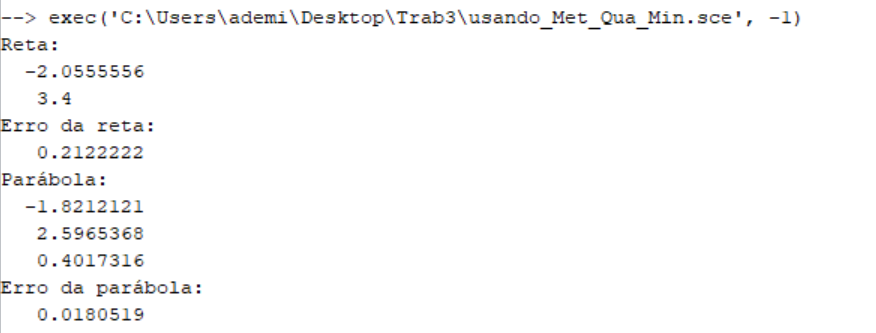 --> exec('C:\Users\ademi\Desktop\Trab3\usando_Met_Qua_Min.sce', -1)
Reta:
-2.0555556
3.4
Erro da reta:
0.2122222
Parábola:
-1.8212121
2.5965368
0.4017316
Erro da parábola:
0.0180519